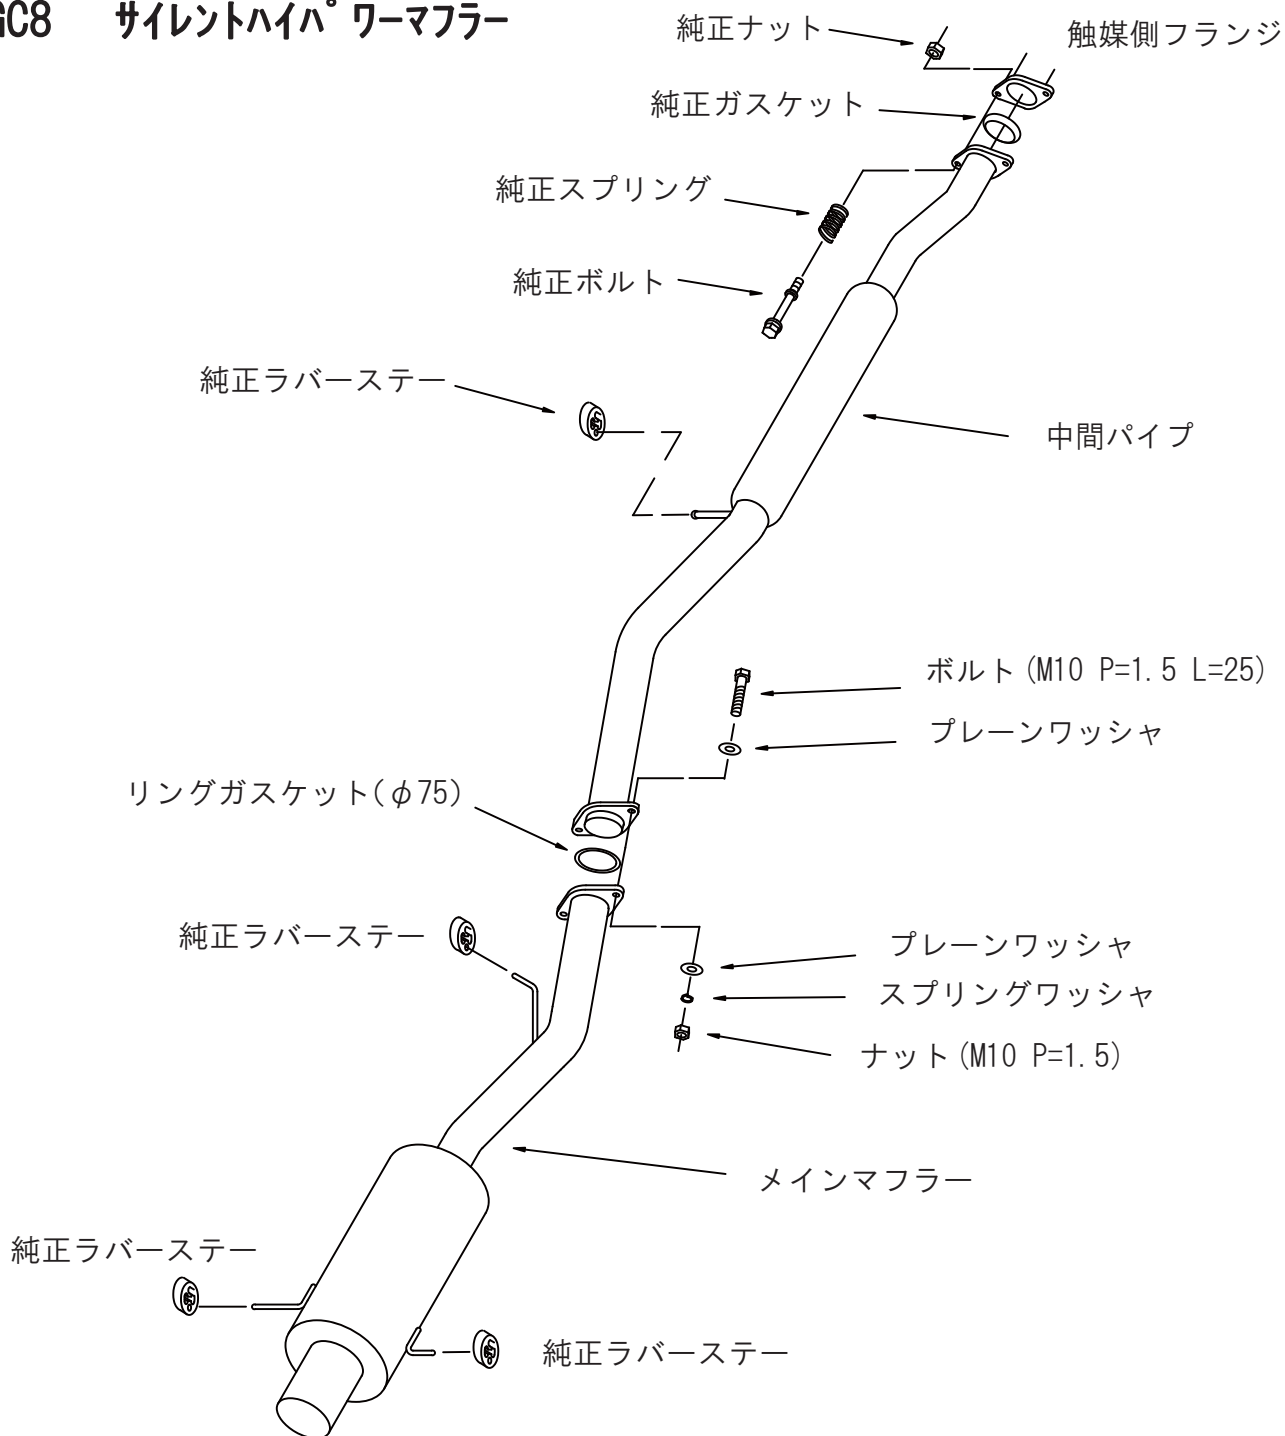 GC8 サイレントハイパワーマフラー
純正ナット
触媒側フランジ
純正ガスケット
純正スプリング
純正ボルト
純正ラバーステー
中間パイプ
ボルト(M10 P=1.5 L=25)
プレーンワッシャ
リングガスケット(φ75)
純正ラバーステー
プレーンワッシャ
スプリングワッシャ
ナット(M10 P=1.5)
メインマフラー
純正ラバーステー
純正ラバーステー